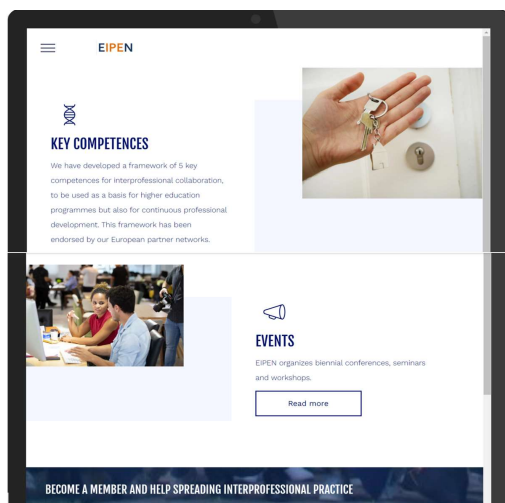 EIPEN
KEY COMPETENCES
We have developed a framework of 5 key
competences for interprofessional collaboration,
to be used as a basis for higher education
programmes but also for continuous professional
development. This framework has been
endorsed by our European partner networks.
EVENTS
EIPEN organizes biennial conferences, seminars
and workshops.
Read more
BECOME A MEMBER AND HELP SPREADING INTERPROFESSIONAL PRACTICE